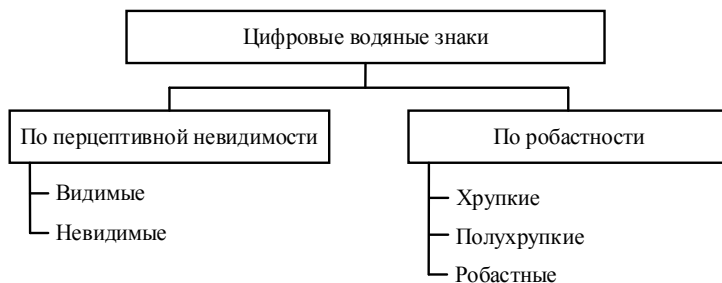 Цифровые водяные знаки
По перцептивной невидимости
Видимые
Невидимые
По робастности
Хрупкие
Полухрупкие
Робастные